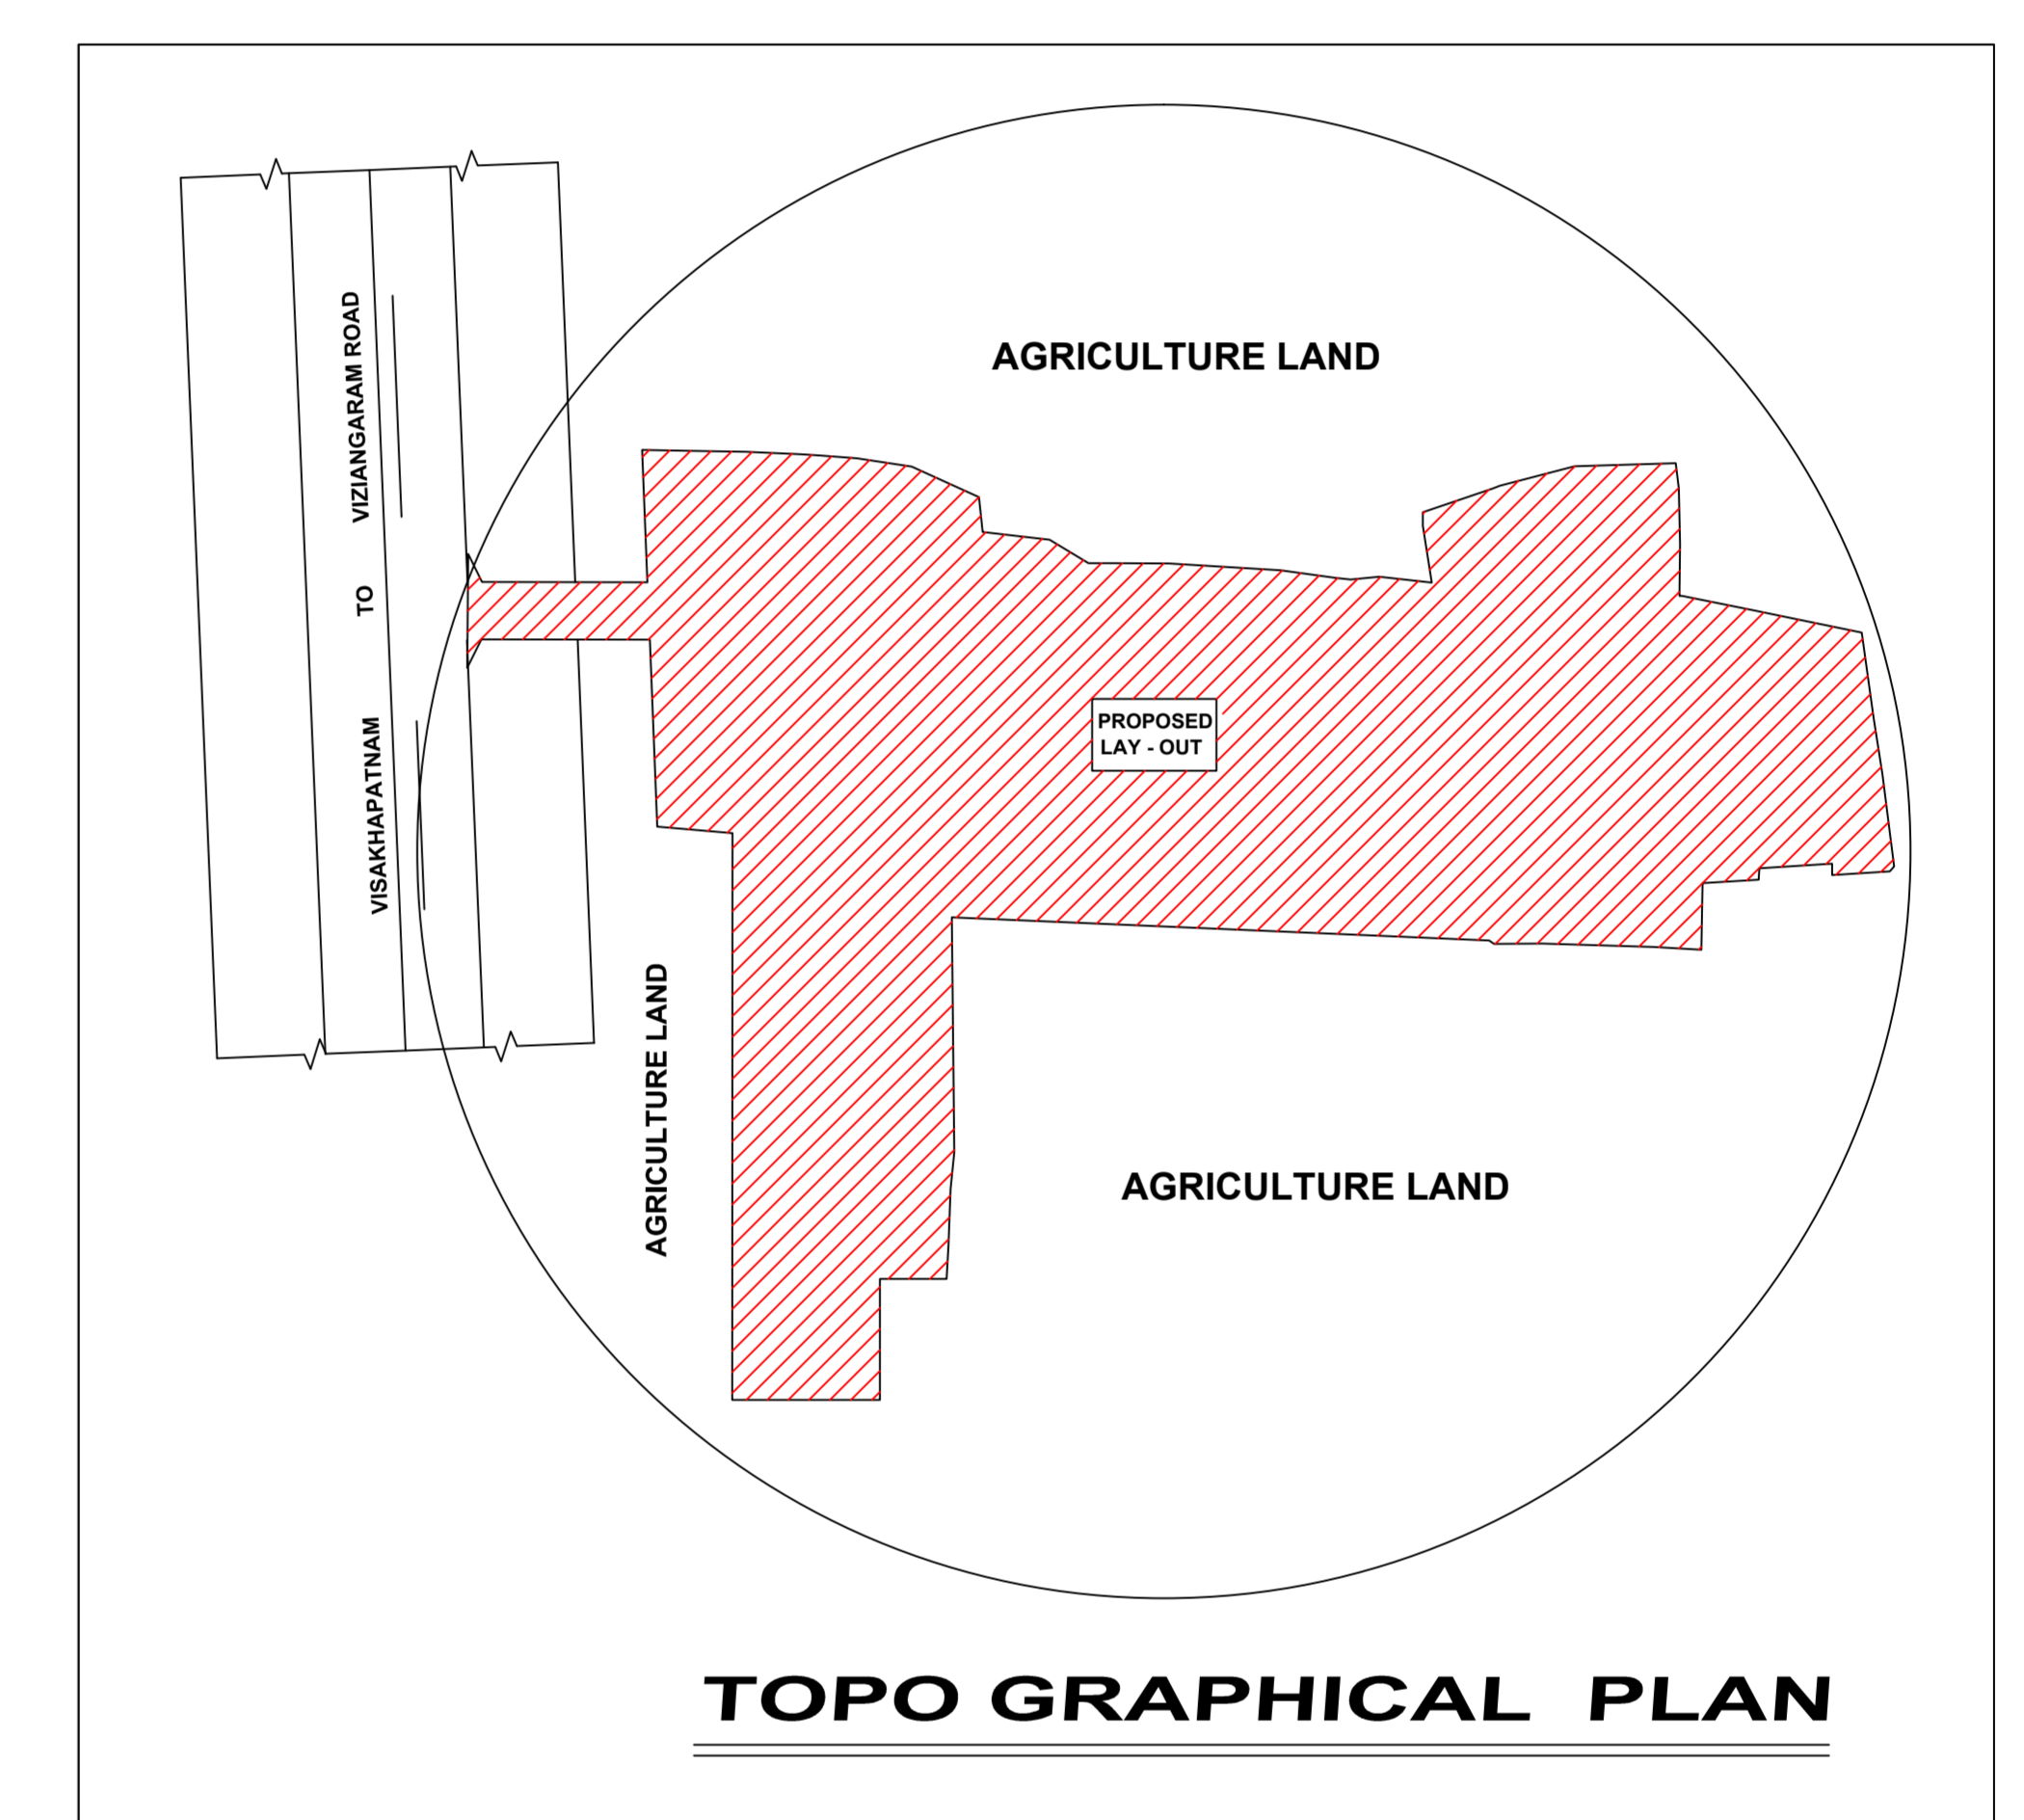 AGRICULTURE LAND
VISAKHAPATNAM TO VIZIANGARAM ROAD
PROPOSED
LAY - OUT
AGRICULTURE LAND
AGRICULTURE LAND
TOPO GRAPHICAL PLAN